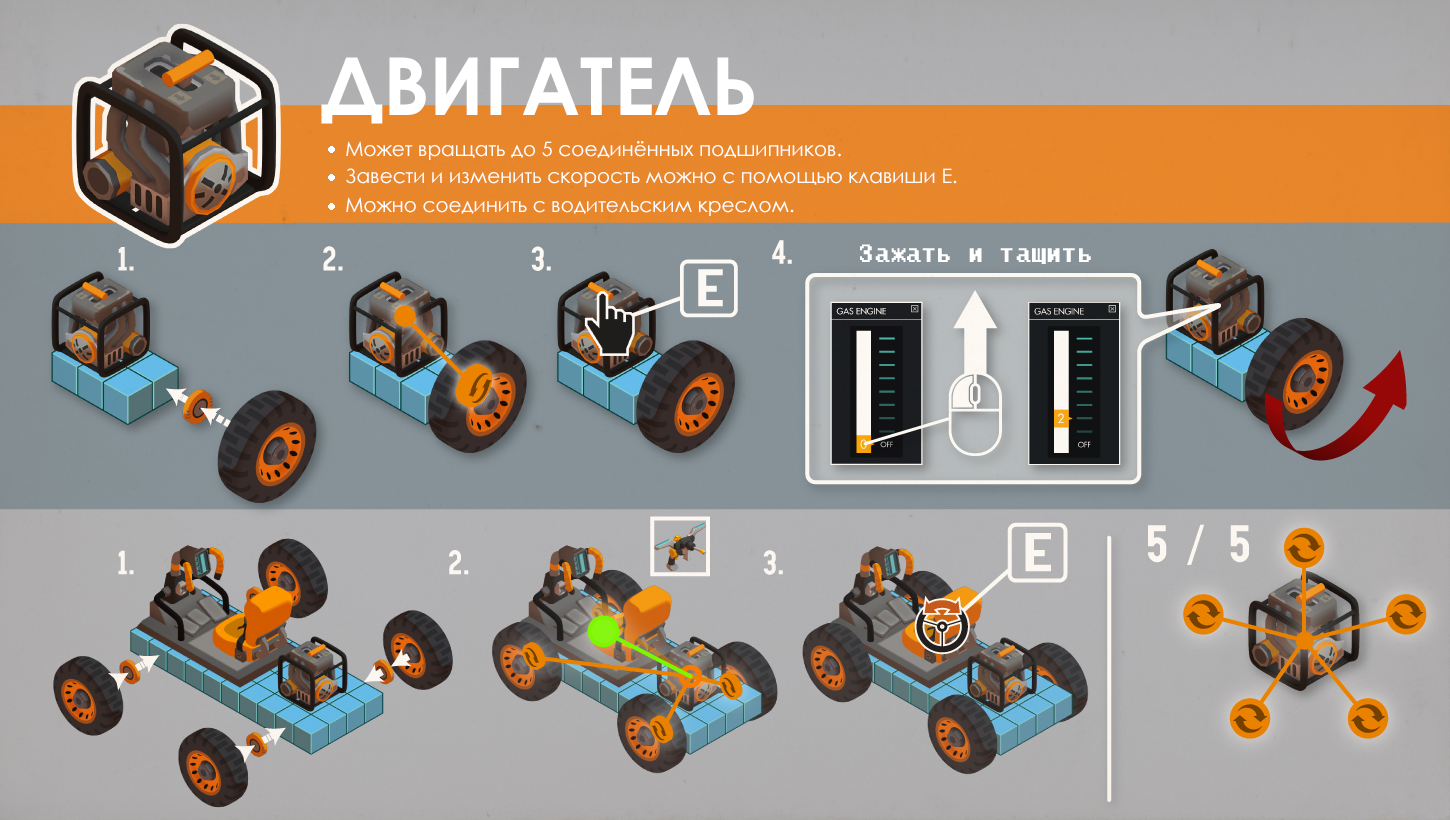 ДВИГАТЕЛЬ
• Может вращать до 5 соединённых подшипников.
• Завести и изменить скорость можно с помощью клавиши E.
• Можно соединить с водительским креслом.
1.
2.
3.
E
4.
Зажать и тащить
GAS ENGINE
0
OFF
GAS ENGINE
2
OFF
1.
2.
3.
E
5 / 5